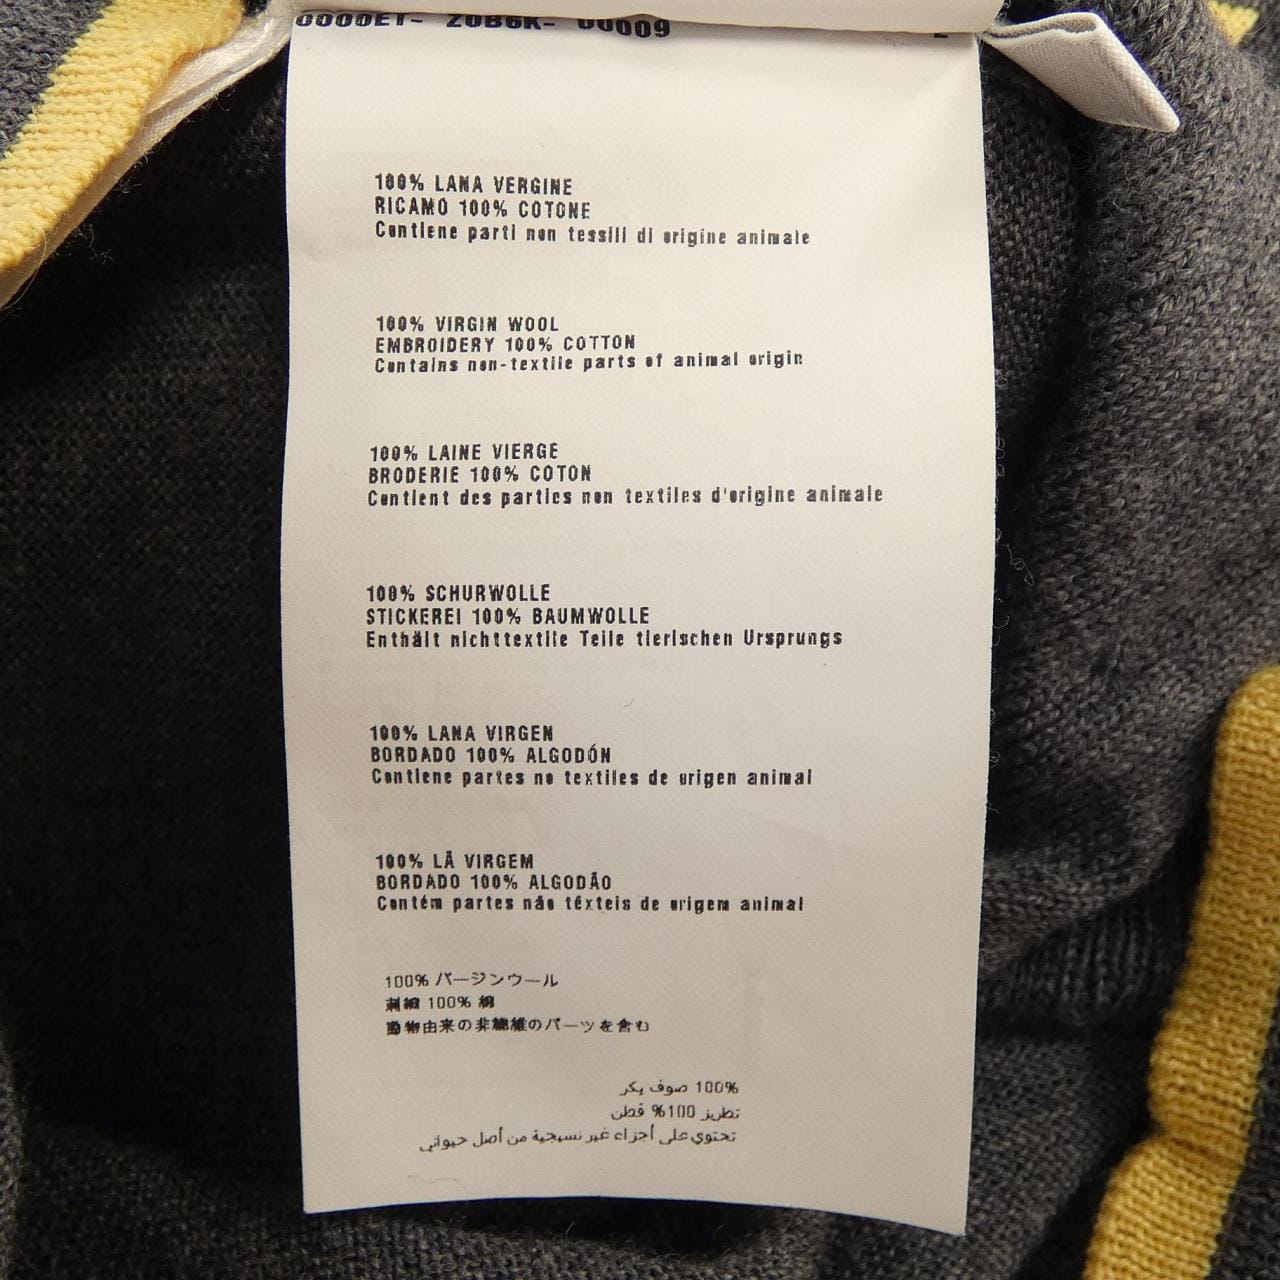 100% LANA VERGINE
RICAMO 100% COTONE
Contiene parti non tessili di origine animale
100% VIRGIN WOOL
EMBROIDERY 100% COTTON
Contains non-textile parts of animal origin
100% LAINE VIERGE
BRODERIE 100% COTON
Contient des parties non textiles d'origine animale
100% SCHURWOLLE
STICKEREI 100% BAUMWOLLE
Enthält nichttextile Teile tierischen Ursprungs
100% LANA VIRGEN
BORDADO 100% ALGODÓN
Contiene partes no textiles de origen animal
100% LÃ VIRGEM
BORDADO 100% ALGODÃO
Contém partes não têxteis de origem animal
100% バージンウール
刺繍 100% 綿
動物由来の非繊維のパーツを含む
100% صوف بكر
تطريز 100% قطن
تحتوي على أجزاء غير نسيجية من أصل حيواني